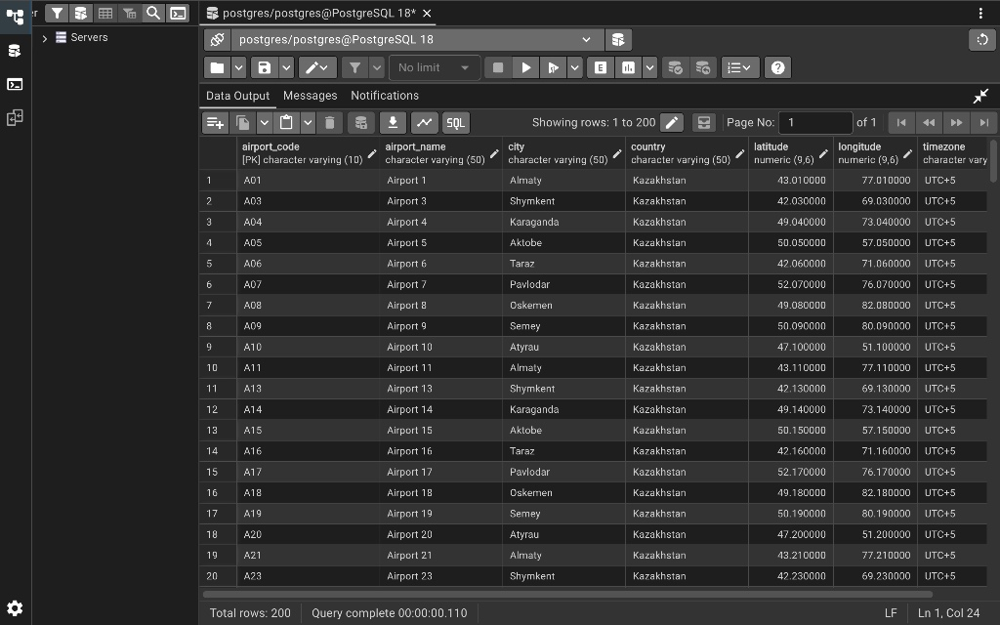 er
postgres/postgres@PostgreSQL 18*
Servers
postgres/postgres@PostgreSQL 18
No limit
E
Data Output Messages Notifications
SQL
Showing rows: 1 to 200
Page No: 1 of 1
airport_code airport_name city country latitude longitude timezone
[PK] character varying (10) character varying (50) character varying (50) character varying (50) numeric (9,6) numeric (9,6) character vary
1 A01 Airport 1 Almaty Kazakhstan 43.010000 77.010000 UTC+5
2 A03 Airport 3 Shymkent Kazakhstan 42.030000 69.030000 UTC+5
3 A04 Airport 4 Karaganda Kazakhstan 49.040000 73.040000 UTC+5
4 A05 Airport 5 Aktobe Kazakhstan 50.050000 57.050000 UTC+5
5 A06 Airport 6 Taraz Kazakhstan 42.060000 71.060000 UTC+5
6 A07 Airport 7 Pavlodar Kazakhstan 52.070000 76.070000 UTC+5
7 A08 Airport 8 Oskemen Kazakhstan 49.080000 82.080000 UTC+5
8 A09 Airport 9 Semey Kazakhstan 50.090000 80.090000 UTC+5
9 A10 Airport 10 Atyrau Kazakhstan 47.100000 51.100000 UTC+5
10 A11 Airport 11 Almaty Kazakhstan 43.110000 77.110000 UTC+5
11 A13 Airport 13 Shymkent Kazakhstan 42.130000 69.130000 UTC+5
12 A14 Airport 14 Karaganda Kazakhstan 49.140000 73.140000 UTC+5
13 A15 Airport 15 Aktobe Kazakhstan 50.150000 57.150000 UTC+5
14 A16 Airport 16 Taraz Kazakhstan 42.160000 71.160000 UTC+5
15 A17 Airport 17 Pavlodar Kazakhstan 52.170000 76.170000 UTC+5
16 A18 Airport 18 Oskemen Kazakhstan 49.180000 82.180000 UTC+5
17 A19 Airport 19 Semey Kazakhstan 50.190000 80.190000 UTC+5
18 A20 Airport 20 Atyrau Kazakhstan 47.200000 51.200000 UTC+5
19 A21 Airport 21 Almaty Kazakhstan 43.210000 77.210000 UTC+5
20 A23 Airport 23 Shymkent Kazakhstan 42.230000 69.230000 UTC+5
Total rows: 200 Query complete 00:00:00.110 LF Ln 1, Col 24